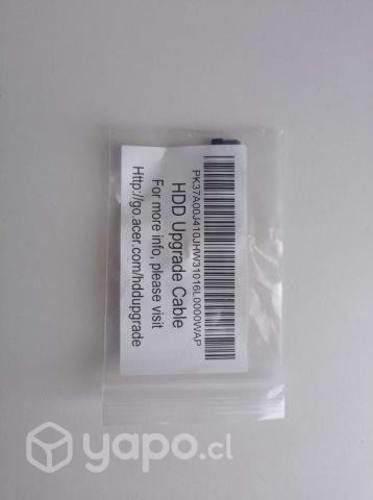 PK37A00J410JHW31016L0000WAP
HDD Upgrade Cable
For more info, please visit
Http://go.acer.com/hddupgrade
yapo.cl